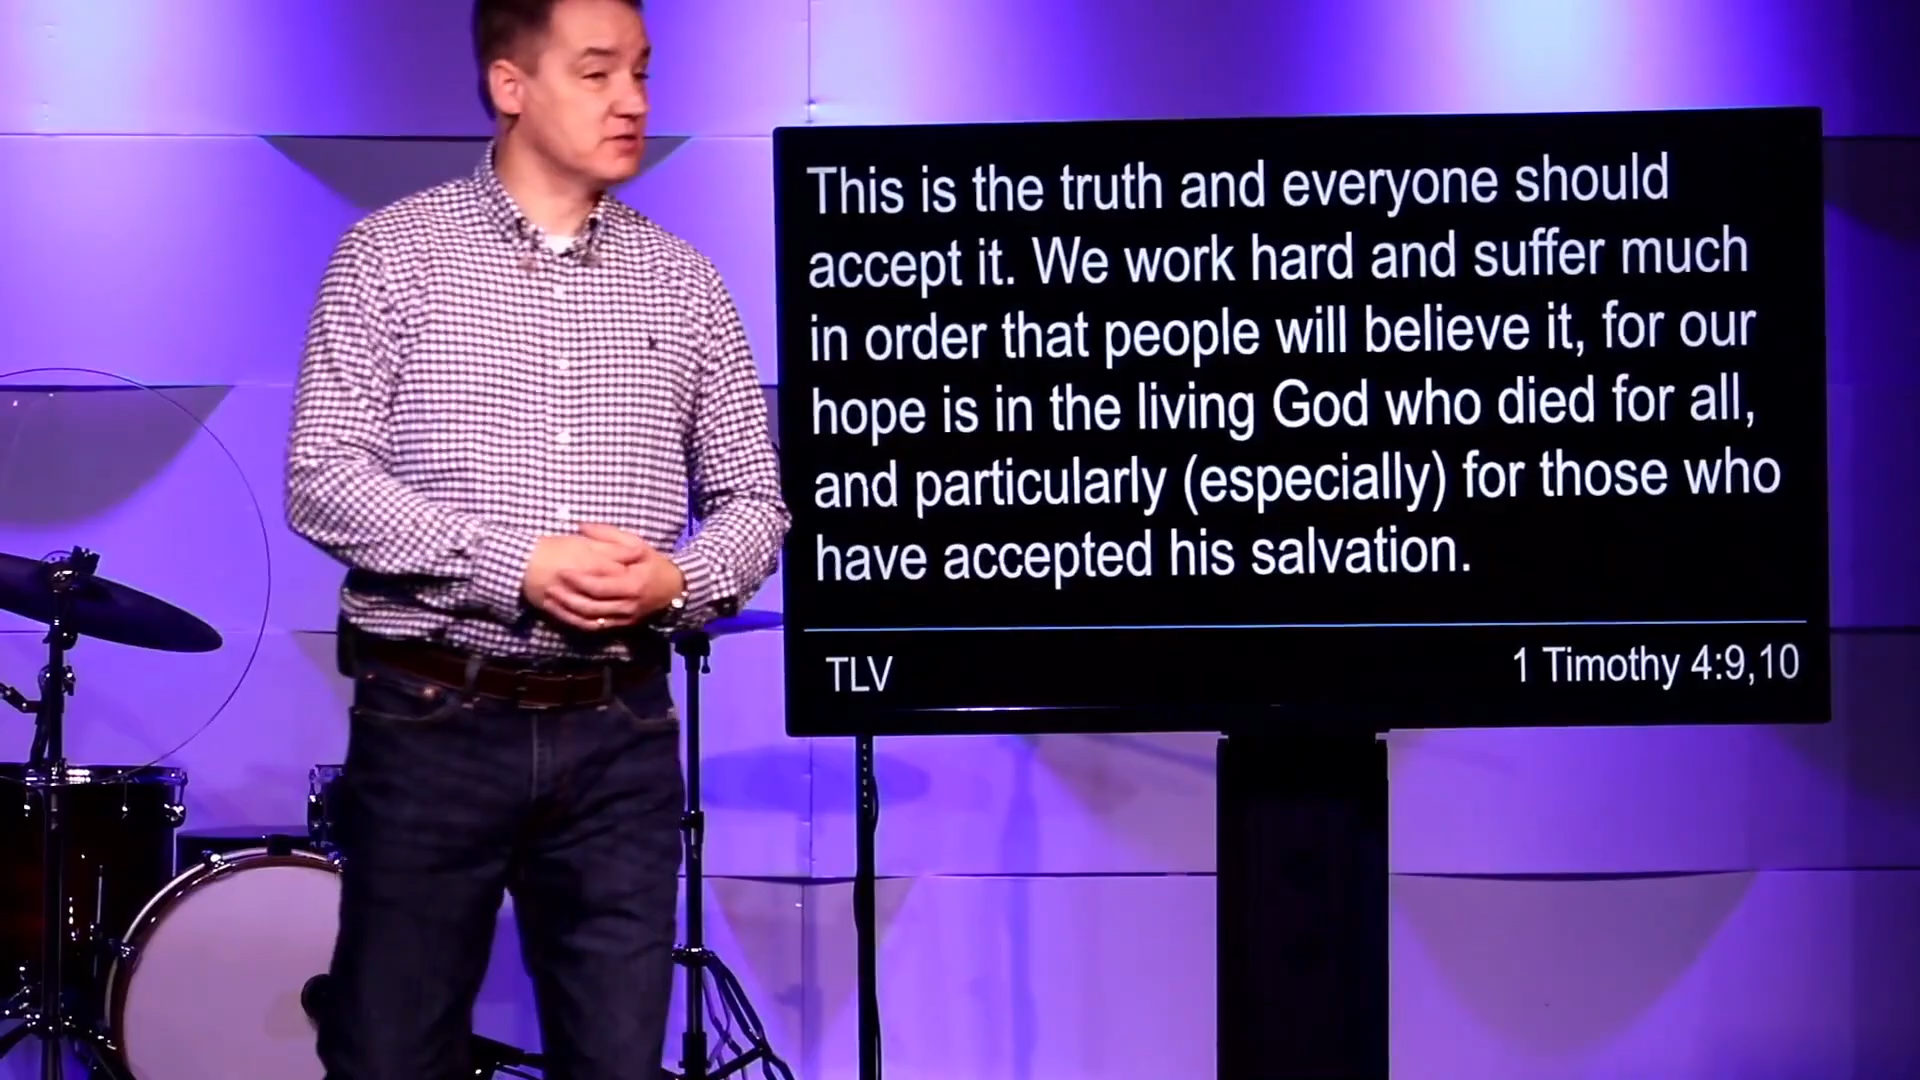 This is the truth and everyone should
accept it. We work hard and suffer much
in order that people will believe it, for our
hope is in the living God who died for all,
and particularly (especially) for those who
have accepted his salvation.
TLV
1 Timothy 4:9,10